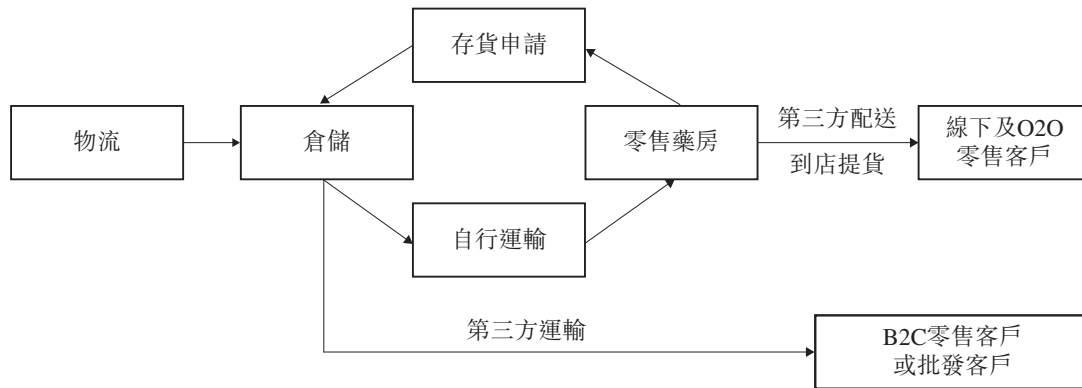 存貨申請
物流
倉儲
零售藥房
第三方配送
到店提貨
線下及O2O
零售客戶
自行運輸
第三方運輸
B2C零售客戶
或批發客戶